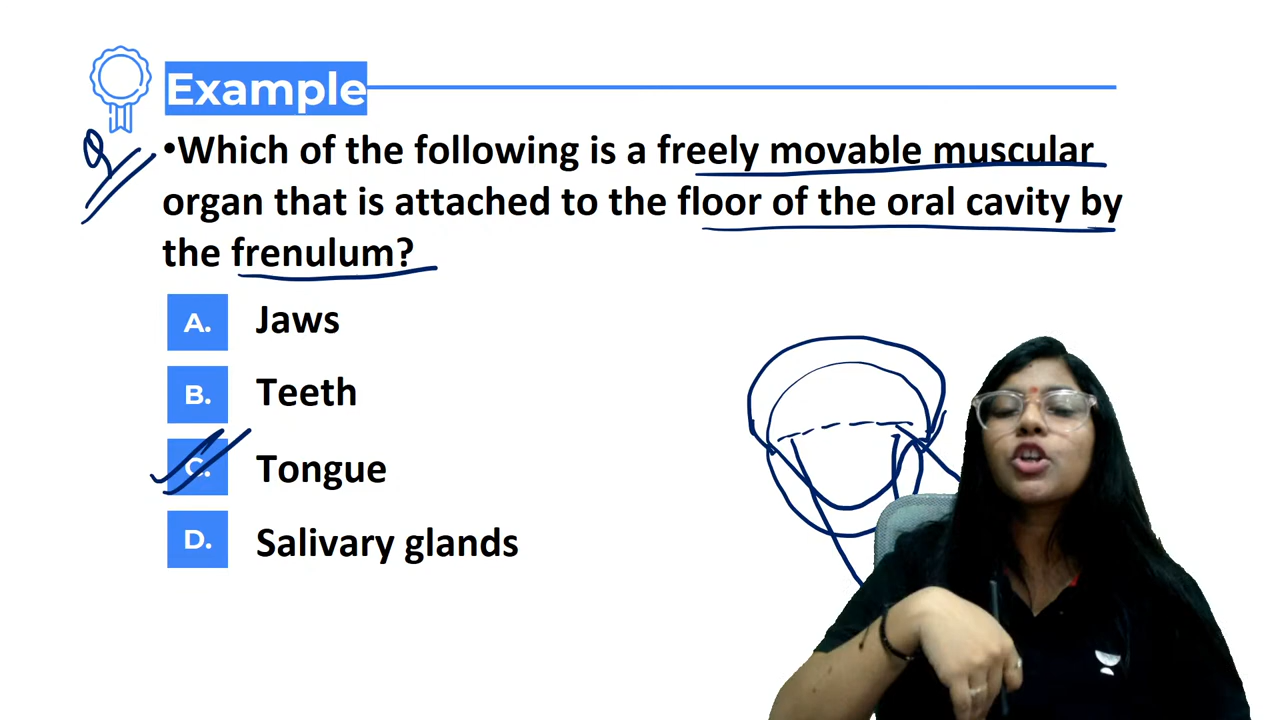 Example
•Which of the following is a freely movable muscular
organ that is attached to the floor of the oral cavity by
the frenulum?
A. Jaws
B. Teeth
C. Tongue
D. Salivary glands